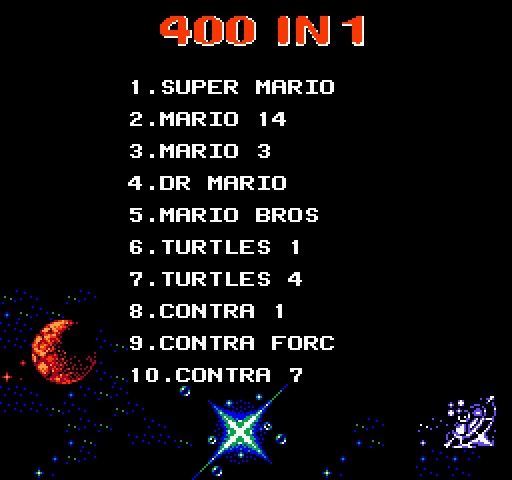 400 IN 1
1.SUPER MARIO
2.MARIO 14
3.MARIO 3
4.DR MARIO
5.MARIO BROS
6.TURTLES 1
7.TURTLES 4
8.CONTRA 1
9.CONTRA FORC
10.CONTRA 7